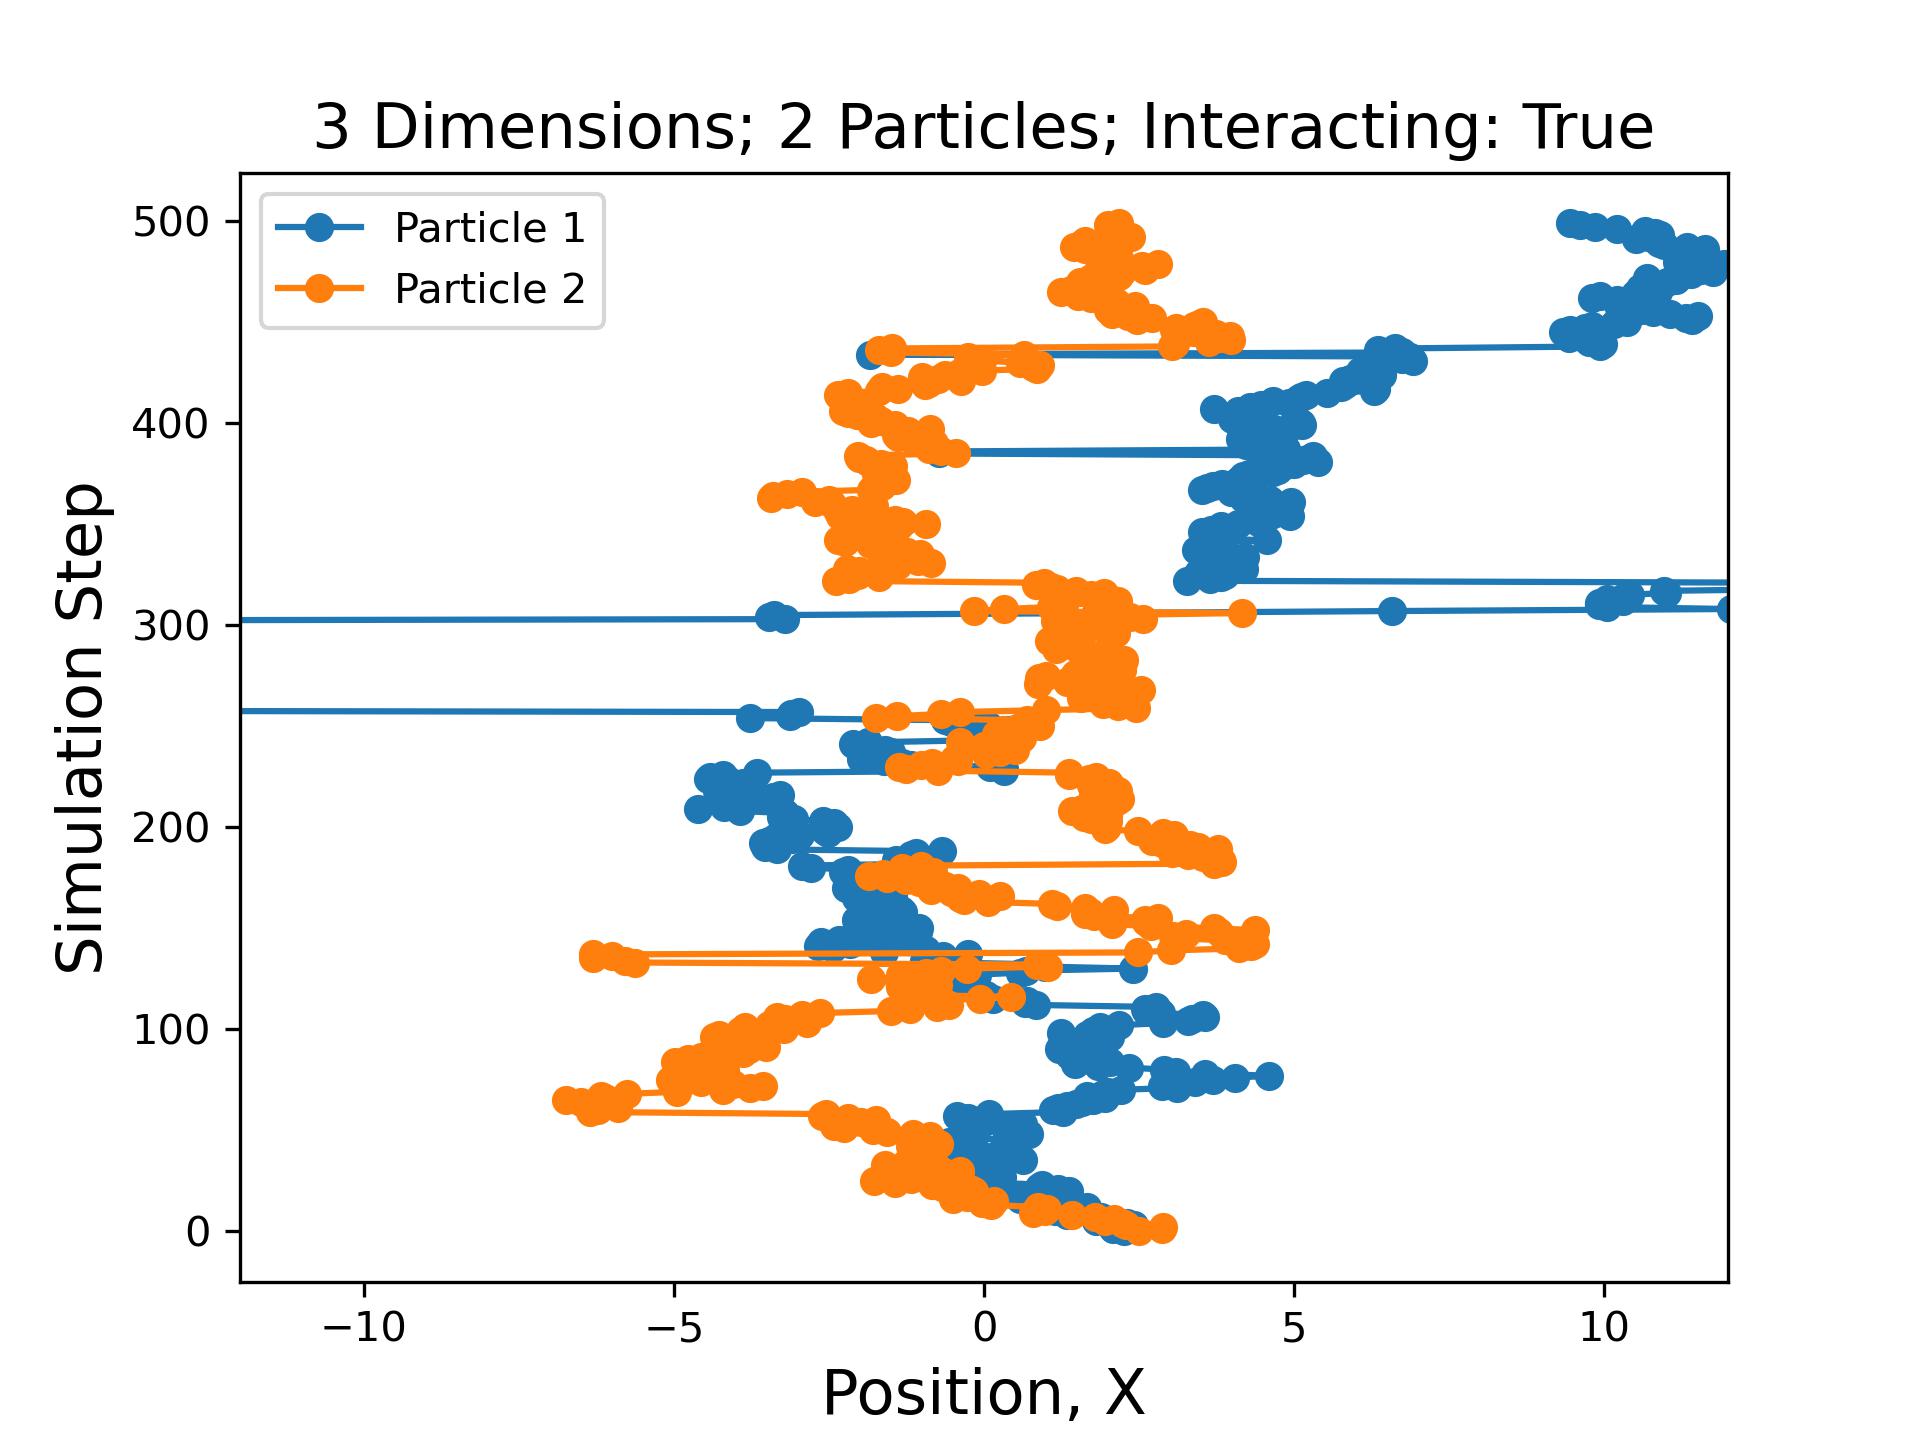 3 Dimensions; 2 Particles; Interacting: True
Particle 1
Particle 2
500
400
300
200
100
0
Simulation Step
−10
−5
0
5
10
Position, X